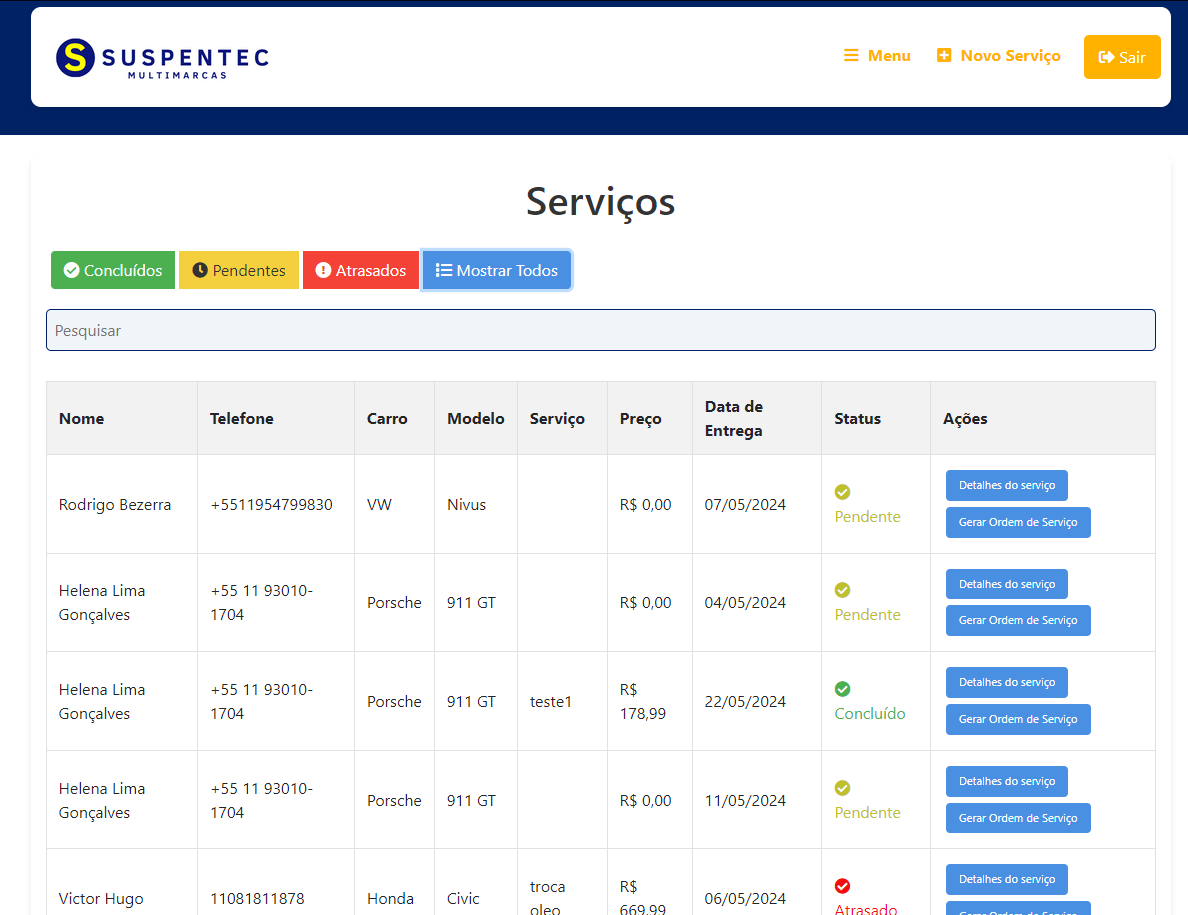 SUSPENTEC
MULTIMARCAS
Menu
Novo Serviço
Sair
Serviços
Concluídos
Pendentes
Atrasados
Mostrar Todos
Pesquisar
Nome
Telefone
Carro
Modelo
Serviço
Preço
Data de
Entrega
Status
Ações
Rodrigo Bezerra
+5511954799830
VW
Nivus
R$ 0,00
07/05/2024
Pendente
Detalhes do serviço
Gerar Ordem de Serviço
Helena Lima
Gonçalves
+55 11 93010-
1704
Porsche
911 GT
R$ 0,00
04/05/2024
Pendente
Detalhes do serviço
Gerar Ordem de Serviço
Helena Lima
Gonçalves
+55 11 93010-
1704
Porsche
911 GT
teste1
R$
178,99
22/05/2024
Concluído
Detalhes do serviço
Gerar Ordem de Serviço
Helena Lima
Gonçalves
+55 11 93010-
1704
Porsche
911 GT
R$ 0,00
11/05/2024
Pendente
Detalhes do serviço
Gerar Ordem de Serviço
Victor Hugo
11081811878
Honda
Civic
troca
oleo
R$
669,99
06/05/2024
Atrasado
Detalhes do serviço
Gerar Ordem de Serviço